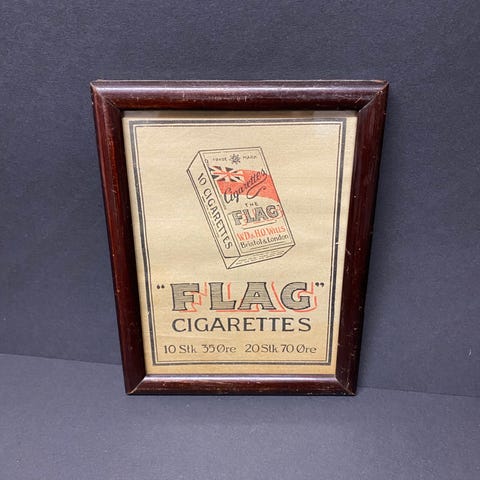 TRADE MARK
10 CIGARETTES
Cigarettes
THE
"FLAG"
W.D. & H.O. WILLS
Bristol & London
"FLAG"
CIGARETTES
10 Stk 35 Øre 20 Stk 70 Øre